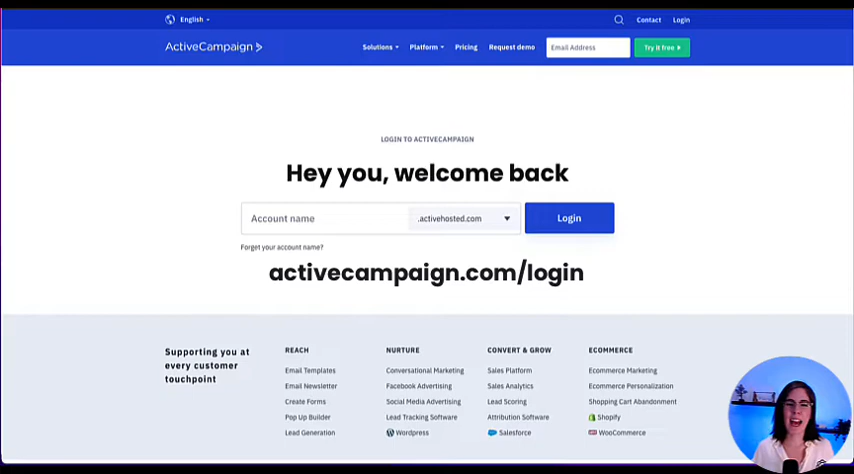 English
Contact
Login
ActiveCampaign
Solutions
Platform
Pricing
Request demo
Email Address
Try it free
LOGIN TO ACTIVECAMPAIGN
Hey you, welcome back
Account name
.activehosted.com
Login
Forget your account name?
activecampaign.com/login
Supporting you at
every customer
touchpoint
REACH
Email Templates
Email Newsletter
Create Forms
Pop Up Builder
Lead Generation
NURTURE
Conversational Marketing
Facebook Advertising
Social Media Advertising
Lead Tracking Software
Wordpress
CONVERT & GROW
Sales Platform
Sales Analytics
Lead Scoring
Attribution Software
Salesforce
ECOMMERCE
Ecommerce Marketing
Ecommerce Personalization
Shopping Cart Abandonment
Shopify
WooCommerce